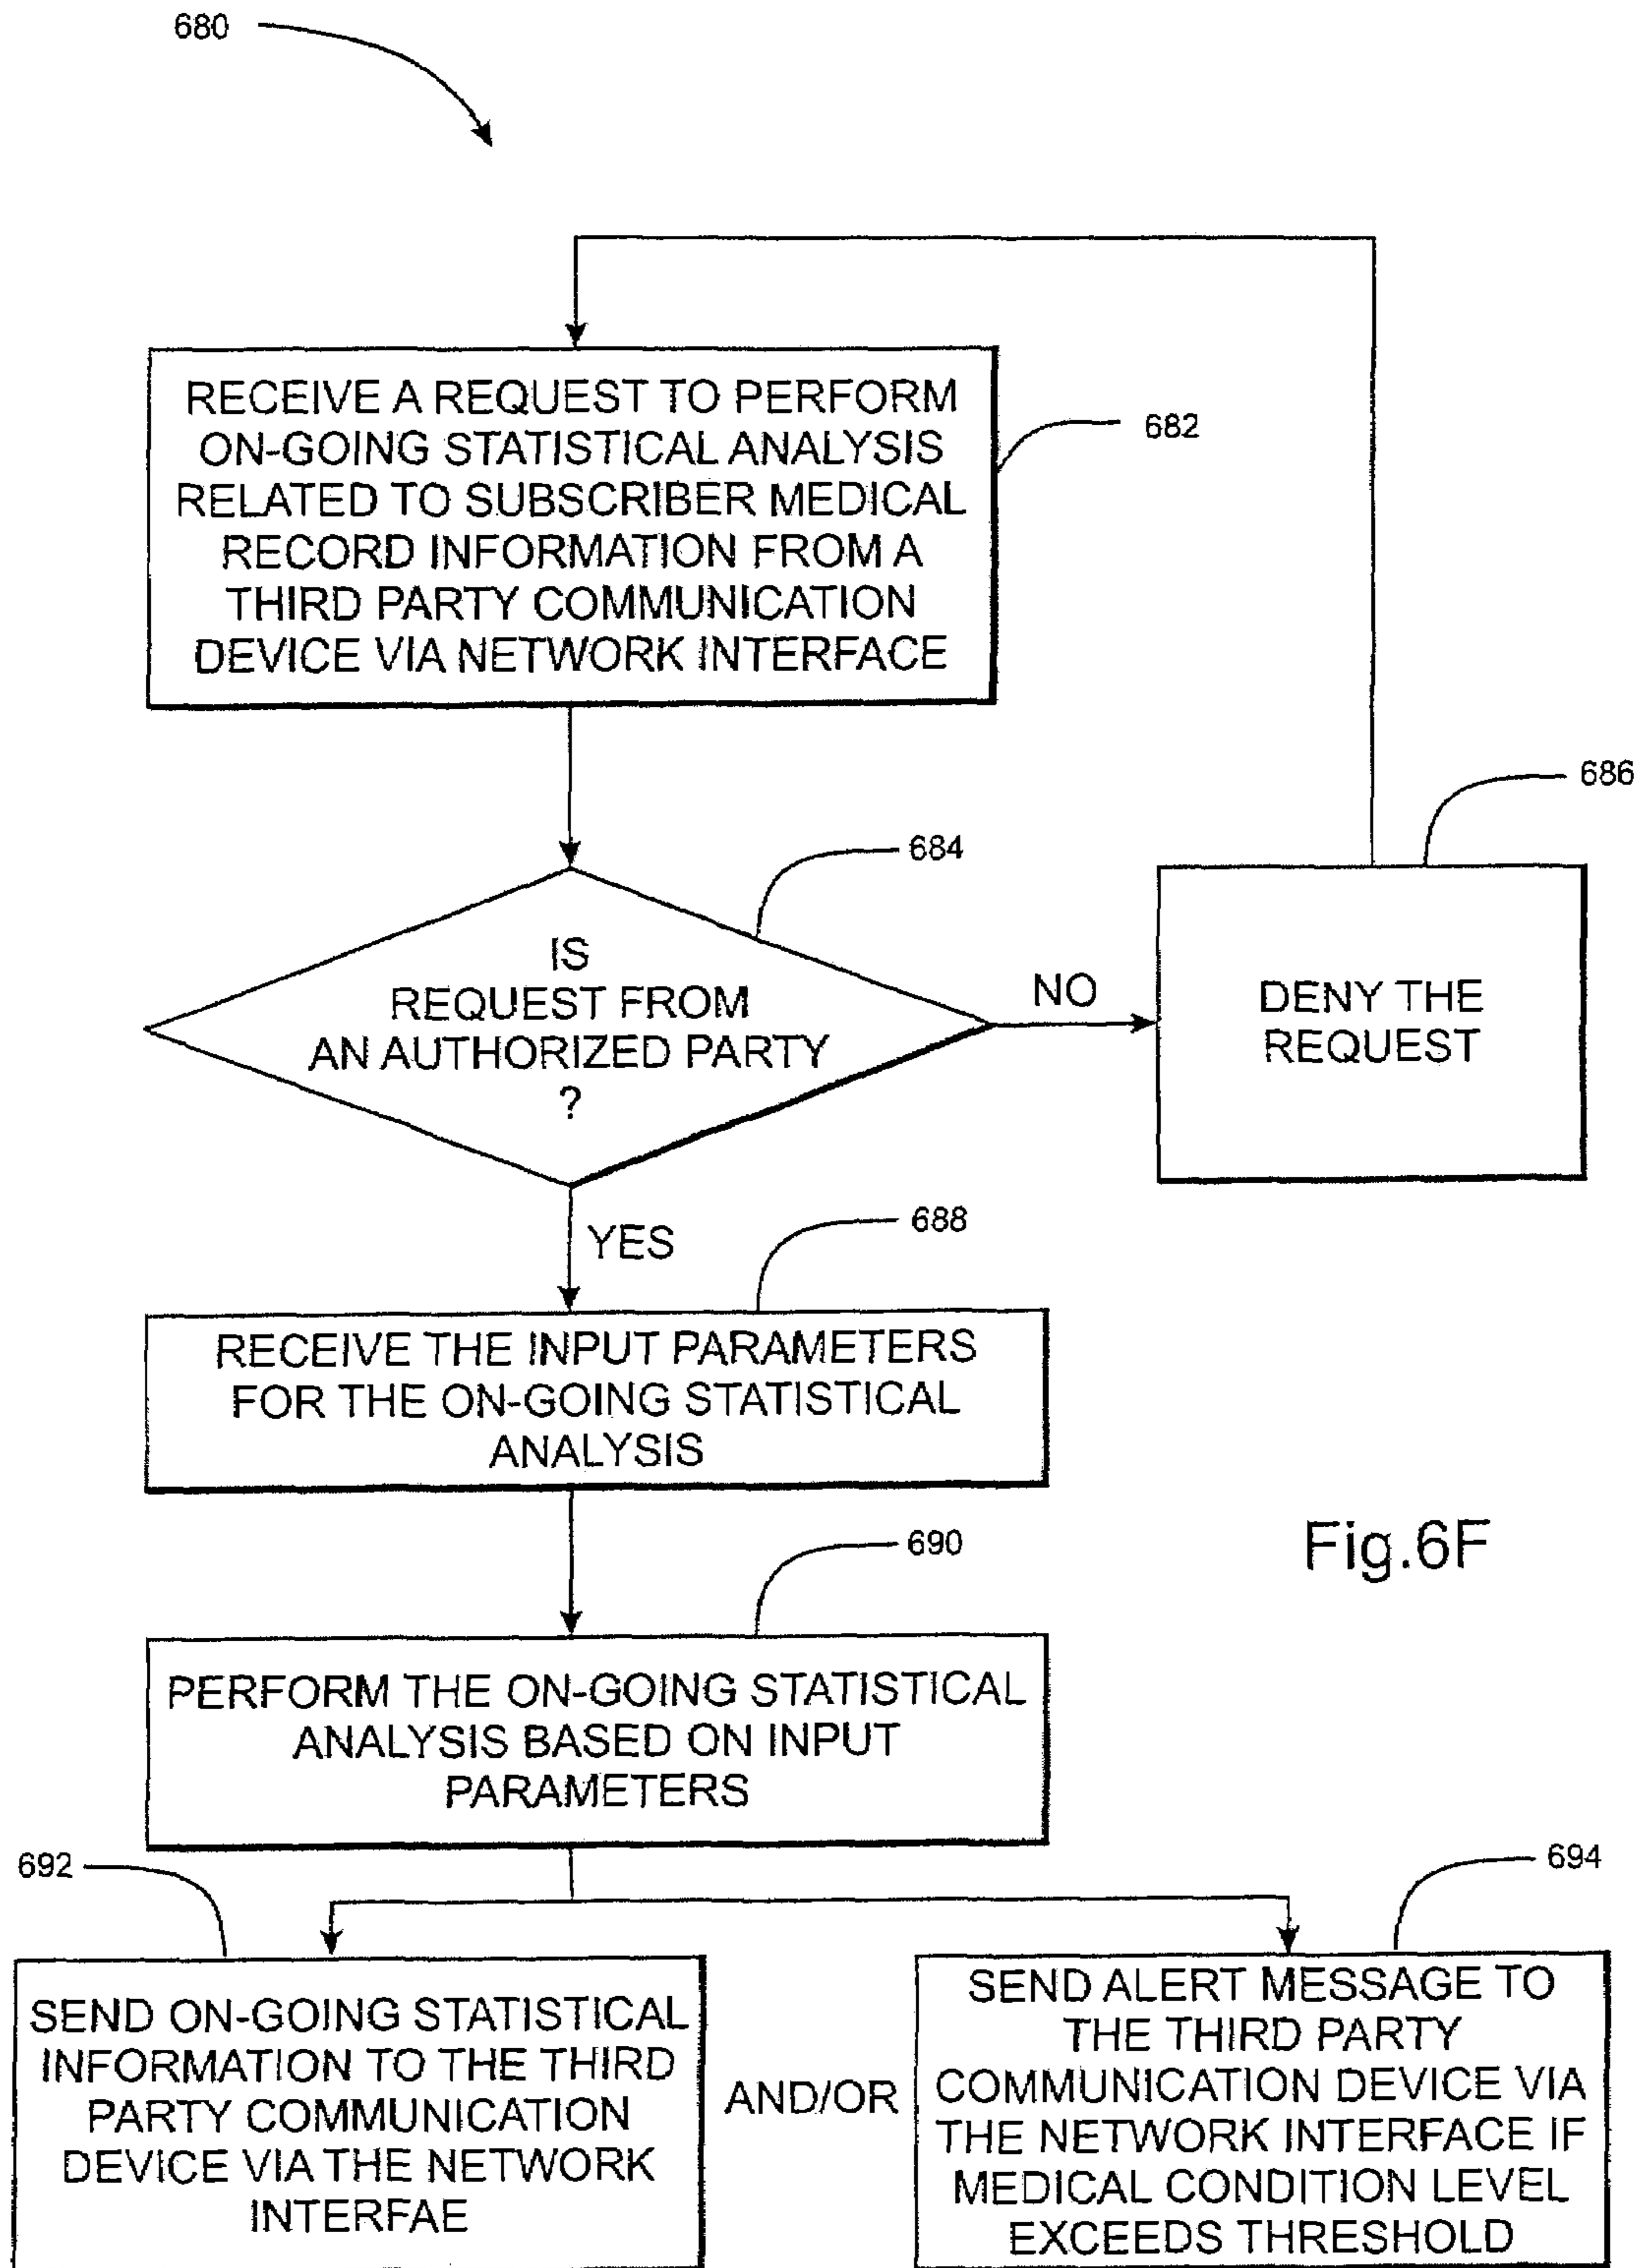 680
RECEIVE A REQUEST TO PERFORM
ON-GOING STATISTICAL ANALYSIS
RELATED TO SUBSCRIBER MEDICAL
RECORD INFORMATION FROM A
THIRD PARTY COMMUNICATION
DEVICE VIA NETWORK INTERFACE
682
686
684
IS
REQUEST FROM
AN AUTHORIZED PARTY
?
NO
DENY THE
REQUEST
YES
688
RECEIVE THE INPUT PARAMETERS
FOR THE ON-GOING STATISTICAL
ANALYSIS
Fig.6F
690
PERFORM THE ON-GOING STATISTICAL
ANALYSIS BASED ON INPUT
PARAMETERS
692
694
SEND ON-GOING STATISTICAL
INFORMATION TO THE THIRD
PARTY COMMUNICATION
DEVICE VIA THE NETWORK
INTERFAE
AND/OR
SEND ALERT MESSAGE TO
THE THIRD PARTY
COMMUNICATION DEVICE VIA
THE NETWORK INTERFACE IF
MEDICAL CONDITION LEVEL
EXCEEDS THRESHOLD